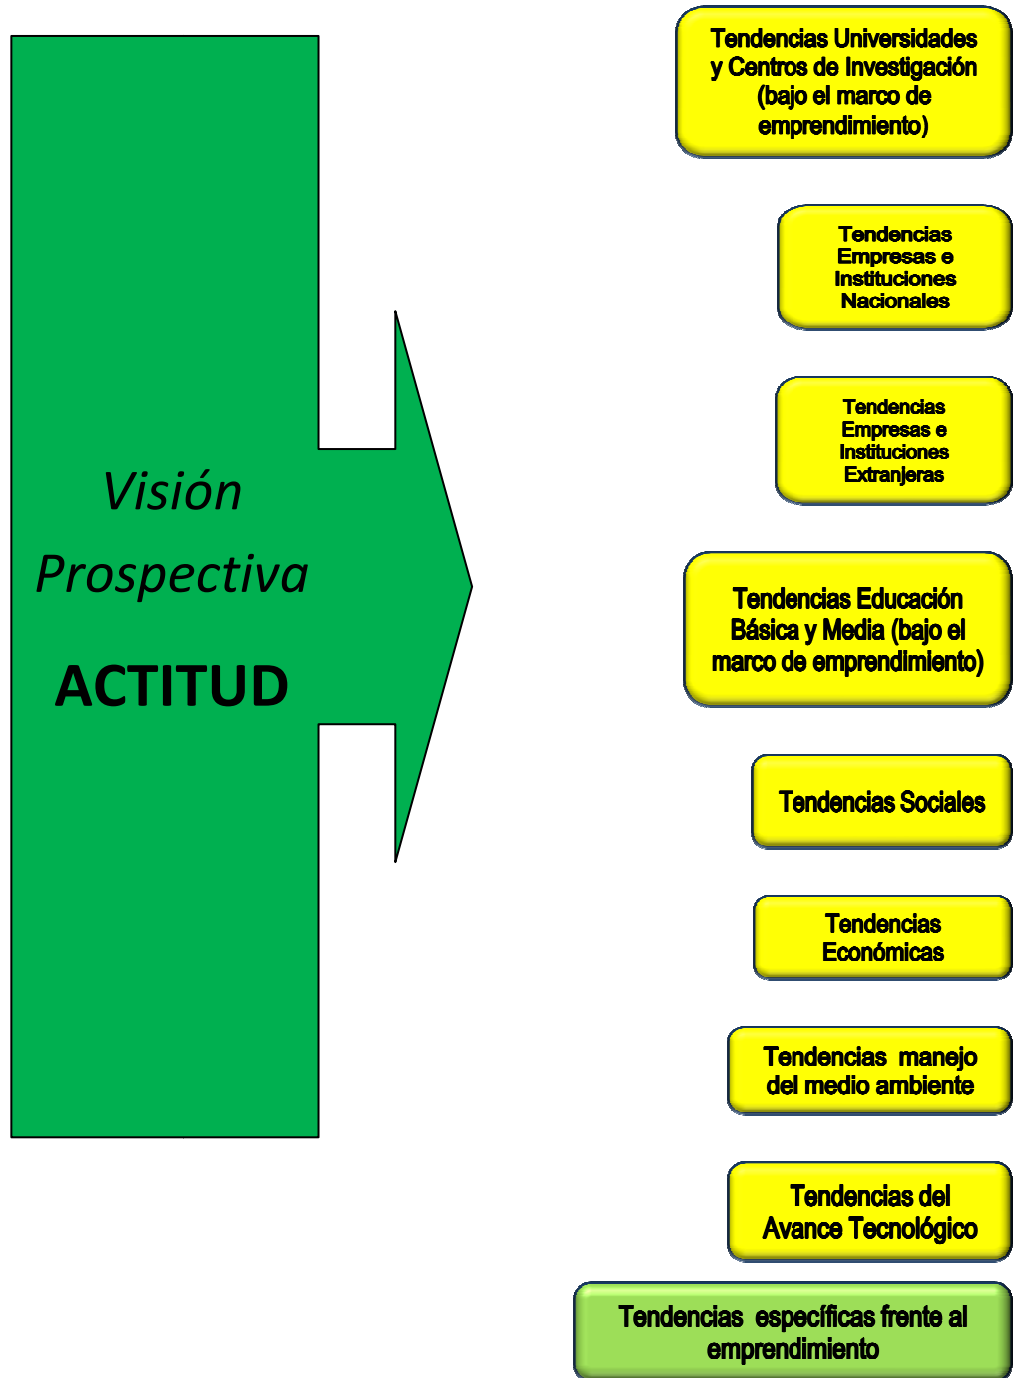 Visión
Prospectiva
ACTITUD
Tendencias Universidades
y Centros de Investigación
(bajo el marco de
emprendimiento)
Tendencias
Empresas e
Instituciones
Nacionales
Tendencias
Empresas e
Instituciones
Extranjeras
Tendencias Educación
Básica y Media (bajo el
marco de emprendimiento)
Tendencias Sociales
Tendencias
Económicas
Tendencias manejo
del medio ambiente
Tendencias del
Avance Tecnológico
Tendencias específicas frente al
emprendimiento